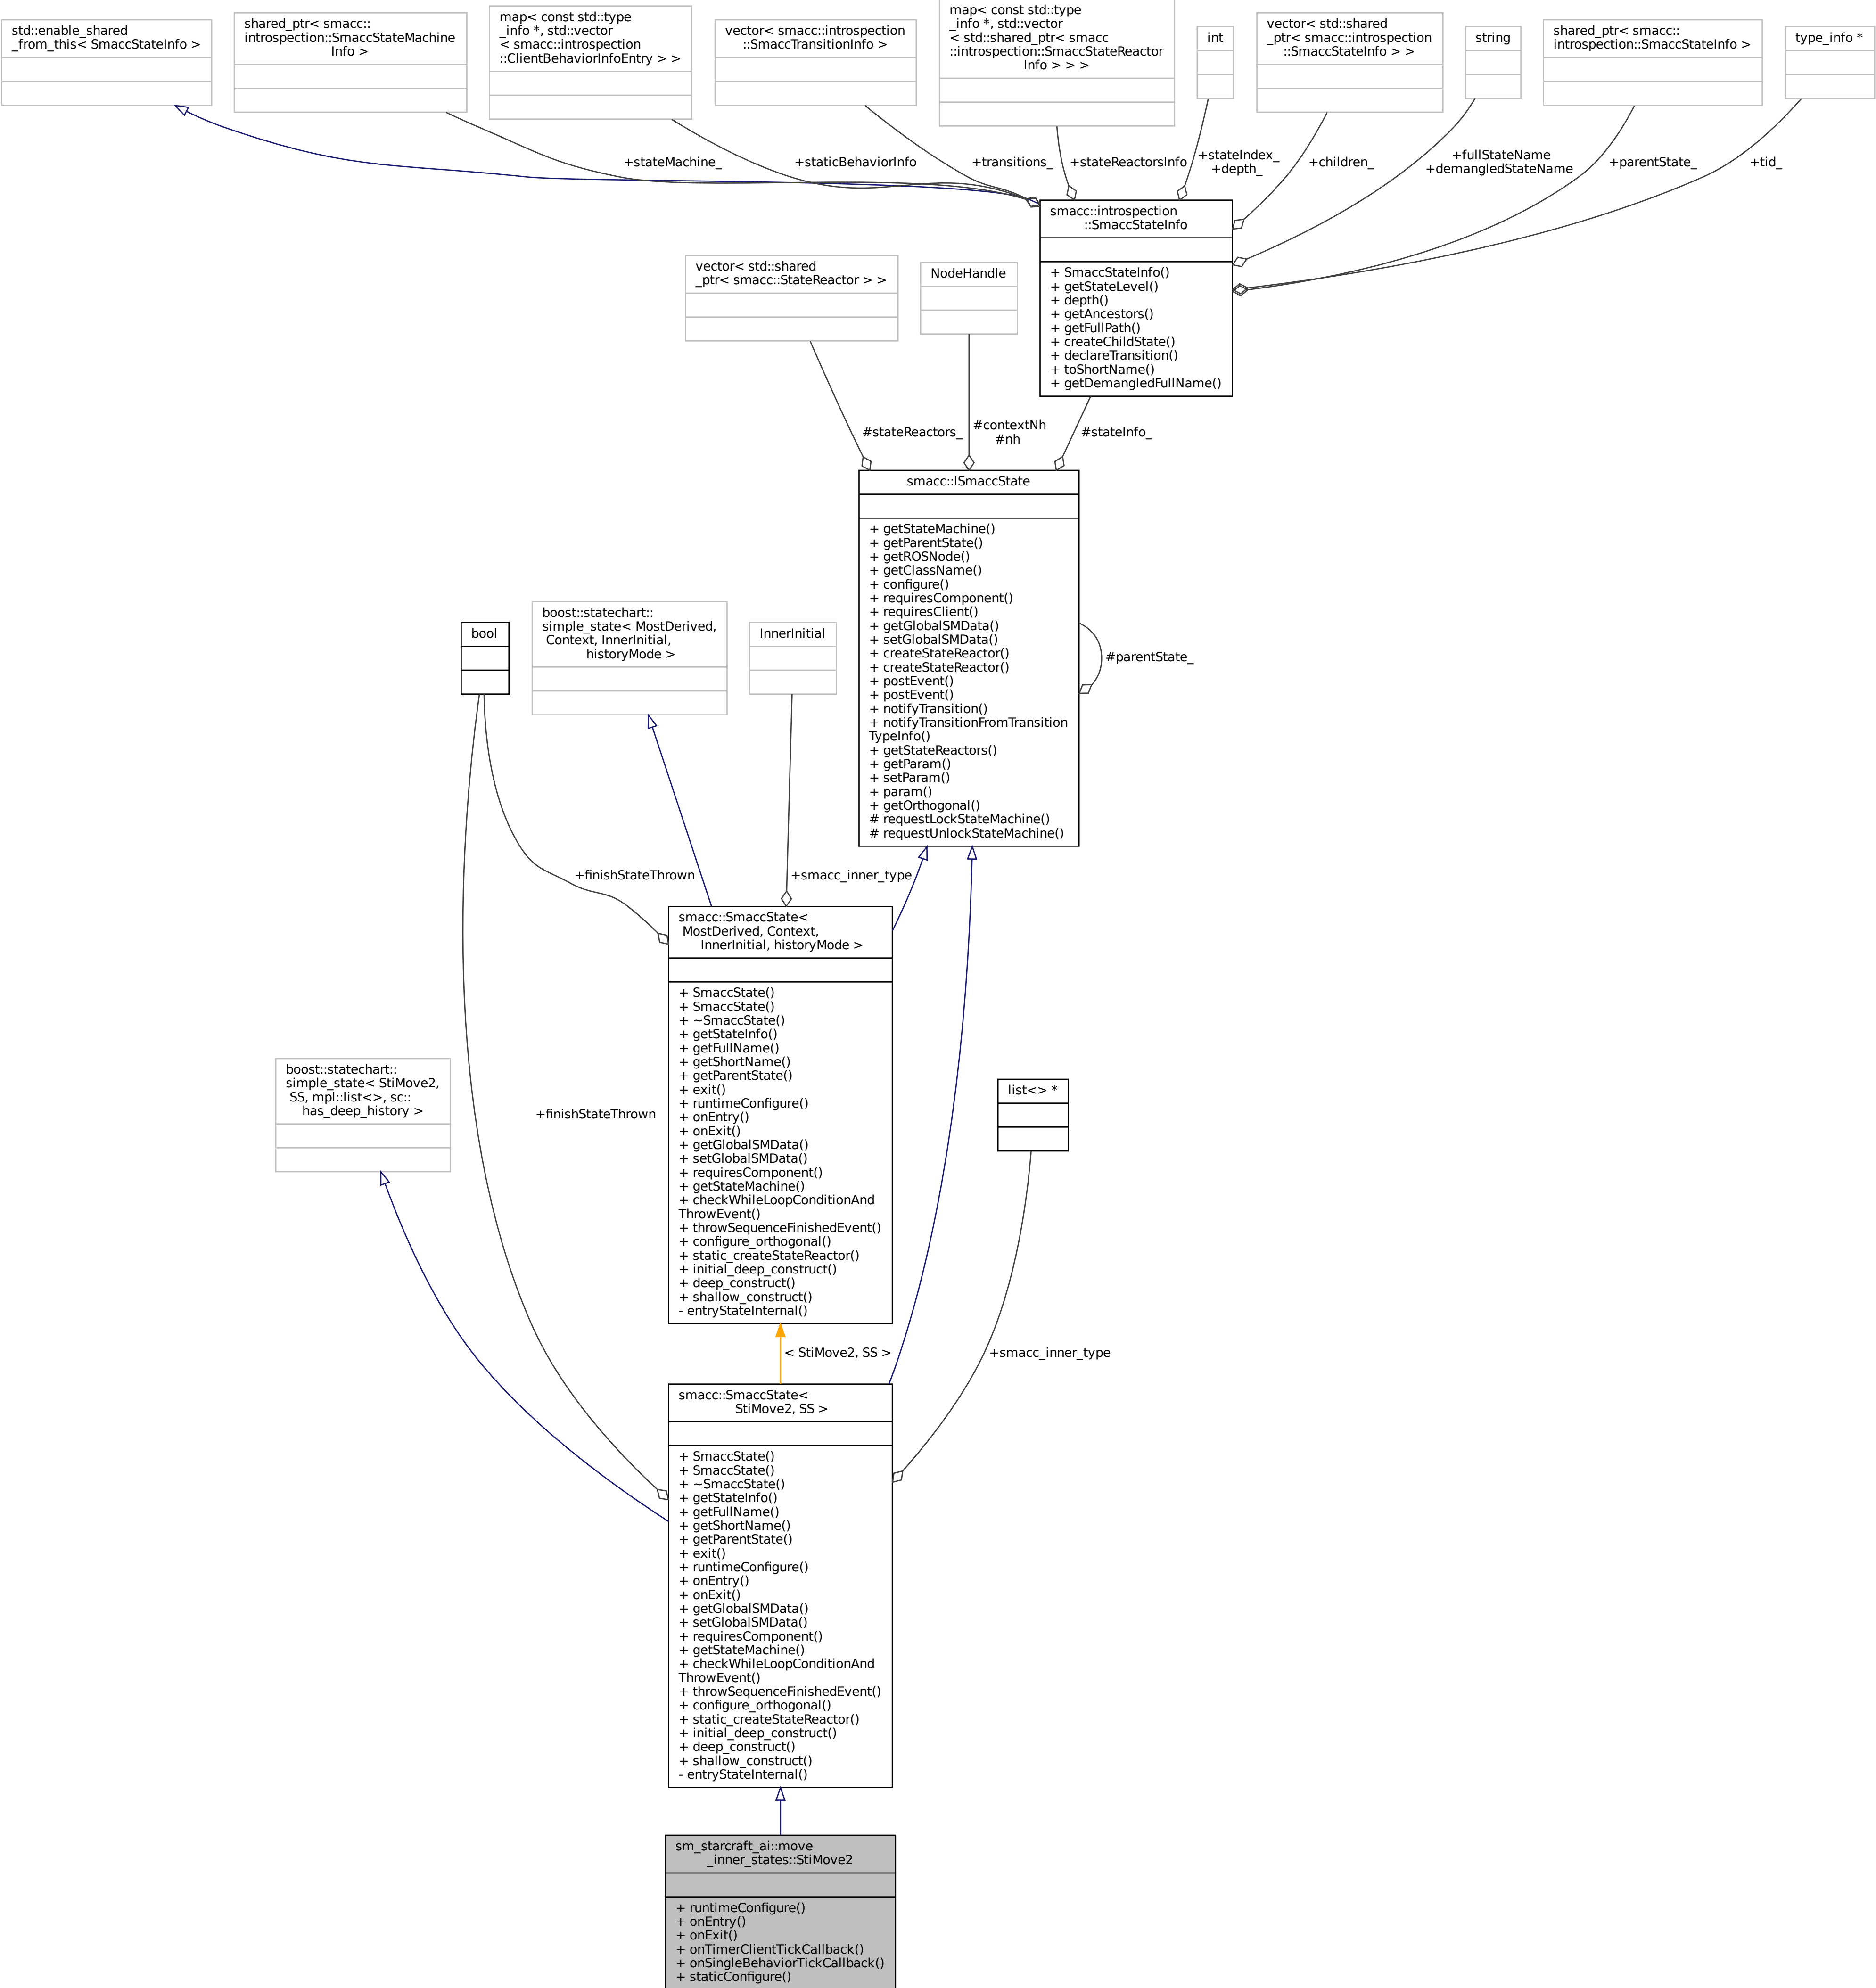 std::enable_shared
_from_this< SmaccStateInfo >
shared_ptr< smacc::
introspection::SmaccStateMachine
Info >
map< const std::type
_info *, std::vector
< smacc::introspection
::ClientBehaviorInfoEntry > >
vector< smacc::introspection
::SmaccTransitionInfo >
map< const std::type
_info *, std::vector
< std::shared_ptr< smacc
::introspection::SmaccStateReactor
Info > > >
int
vector< std::shared
_ptr< smacc::introspection
::SmaccStateInfo > >
string
shared_ptr< smacc::
introspection::SmaccStateInfo >
type_info *
+stateMachine_
+staticBehaviorInfo
+transitions_
+stateReactorsInfo
+stateIndex_
+depth_
+children_
+fullStateName
+demangledStateName
+parentState_
+tid_
smacc::introspection
::SmaccStateInfo
+ SmaccStateInfo()
+ getStateLevel()
+ depth()
+ getAncestors()
+ getFullPath()
+ createChildState()
+ declareTransition()
+ toShortName()
+ getDemangledFullName()
vector< std::shared
_ptr< smacc::StateReactor > >
NodeHandle
#stateReactors_
#contextNh
#nh
#stateInfo_
smacc::ISmaccState
+ getStateMachine()
+ getParentState()
+ getROSNode()
+ getClassName()
+ configure()
+ requiresComponent()
+ requiresClient()
+ getGlobalSMData()
+ setGlobalSMData()
+ createStateReactor()
+ createStateReactor()
+ postEvent()
+ postEvent()
+ notifyTransition()
+ notifyTransitionFromTransition
TypeInfo()
+ getStateReactors()
+ getParam()
+ setParam()
+ param()
+ getOrthogonal()
# requestLockStateMachine()
# requestUnlockStateMachine()
#parentState_
bool
boost::statechart::
simple_state< MostDerived,
Context, InnerInitial,
historyMode >
InnerInitial
+finishStateThrown
+smacc_inner_type
smacc::SmaccState<
MostDerived, Context,
InnerInitial, historyMode >
+ SmaccState()
+ SmaccState()
+ ~SmaccState()
+ getStateInfo()
+ getFullName()
+ getShortName()
+ getParentState()
+ exit()
+ runtimeConfigure()
+ onEntry()
+ onExit()
+ getGlobalSMData()
+ setGlobalSMData()
+ requiresComponent()
+ getStateMachine()
+ checkWhileLoopConditionAnd
ThrowEvent()
+ throwSequenceFinishedEvent()
+ configure_orthogonal()
+ static_createStateReactor()
+ initial_deep_construct()
+ deep_construct()
+ shallow_construct()
- entryStateInternal()
boost::statechart::
simple_state< StiMove2,
SS, mpl::list<>, sc::
has_deep_history >
+finishStateThrown
list<> *
< StiMove2, SS >
+smacc_inner_type
smacc::SmaccState<
StiMove2, SS >
+ SmaccState()
+ SmaccState()
+ ~SmaccState()
+ getStateInfo()
+ getFullName()
+ getShortName()
+ getParentState()
+ exit()
+ runtimeConfigure()
+ onEntry()
+ onExit()
+ getGlobalSMData()
+ setGlobalSMData()
+ requiresComponent()
+ getStateMachine()
+ checkWhileLoopConditionAnd
ThrowEvent()
+ throwSequenceFinishedEvent()
+ configure_orthogonal()
+ static_createStateReactor()
+ initial_deep_construct()
+ deep_construct()
+ shallow_construct()
- entryStateInternal()
sm_starcraft_ai::move
_inner_states::StiMove2
+ runtimeConfigure()
+ onEntry()
+ onExit()
+ onTimerClientTickCallback()
+ onSingleBehaviorTickCallback()
+ staticConfigure()